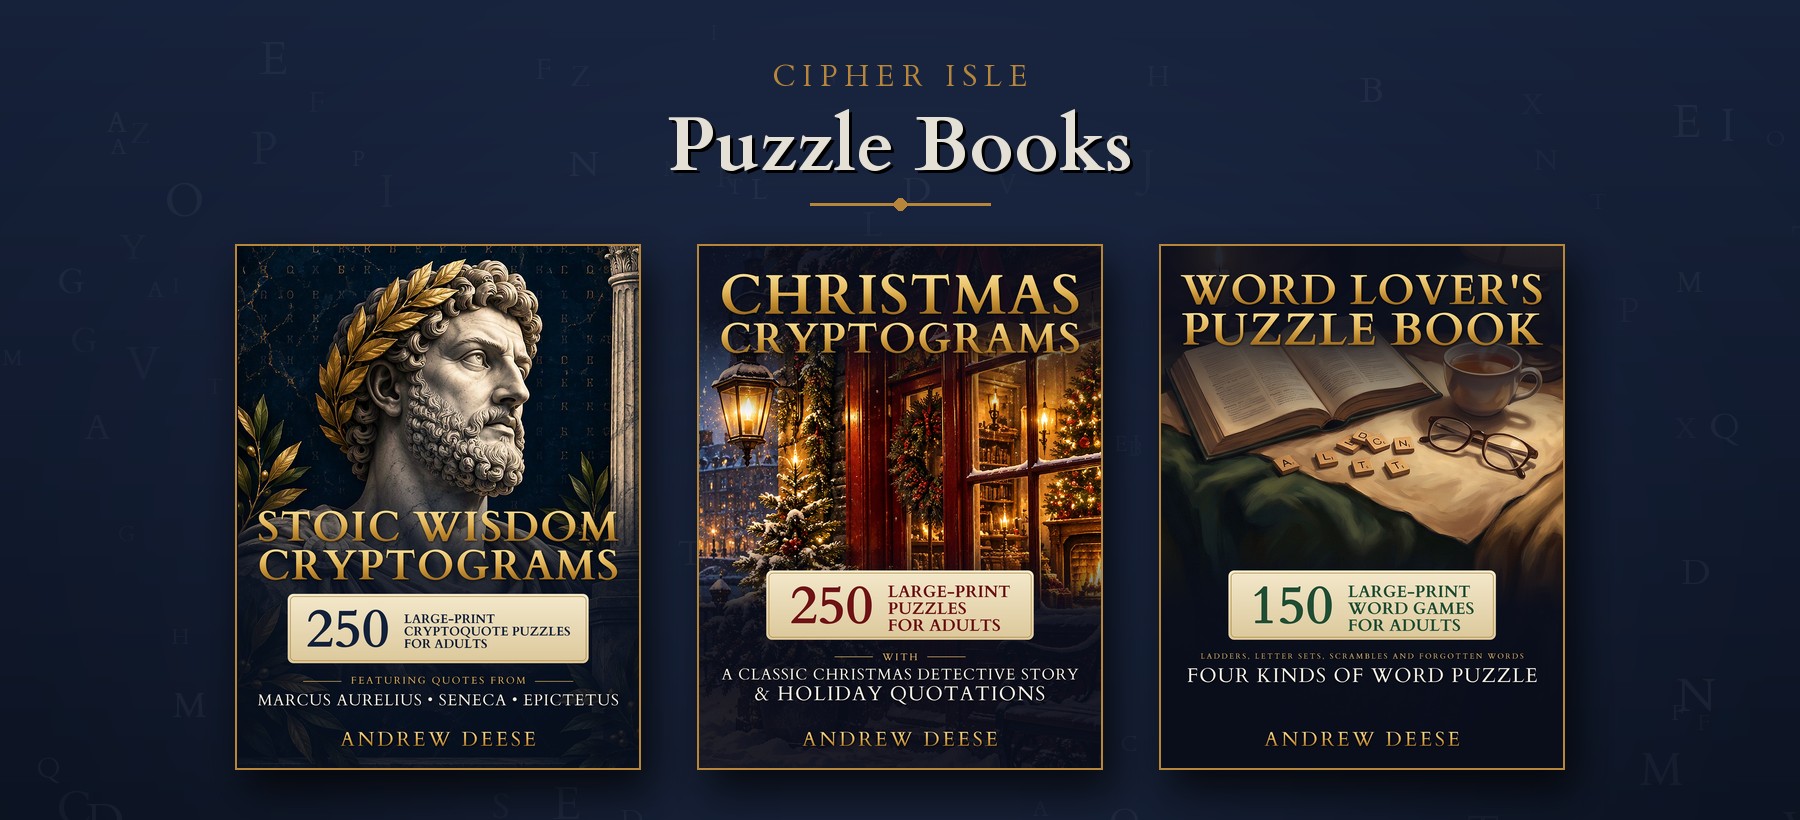 CIPHER ISLE
Puzzle Books
STOIC WISDOM
CRYPTOGRAMS
250
LARGE-PRINT
CRYPTOQUOTE PUZZLES
FOR ADULTS
FEATURING QUOTES FROM
MARCUS AURELIUS • SENECA • EPICTETUS
ANDREW DEESE
CHRISTMAS
CRYPTOGRAMS
250
LARGE-PRINT
PUZZLES
FOR ADULTS
WITH
A CLASSIC CHRISTMAS DETECTIVE STORY
& HOLIDAY QUOTATIONS
ANDREW DEESE
WORD LOVER'S
PUZZLE BOOK
150
LARGE-PRINT
WORD GAMES
FOR ADULTS
LADDERS, LETTER SETS, SCRAMBLES AND FORGOTTEN WORDS
FOUR KINDS OF WORD PUZZLE
ANDREW DEESE